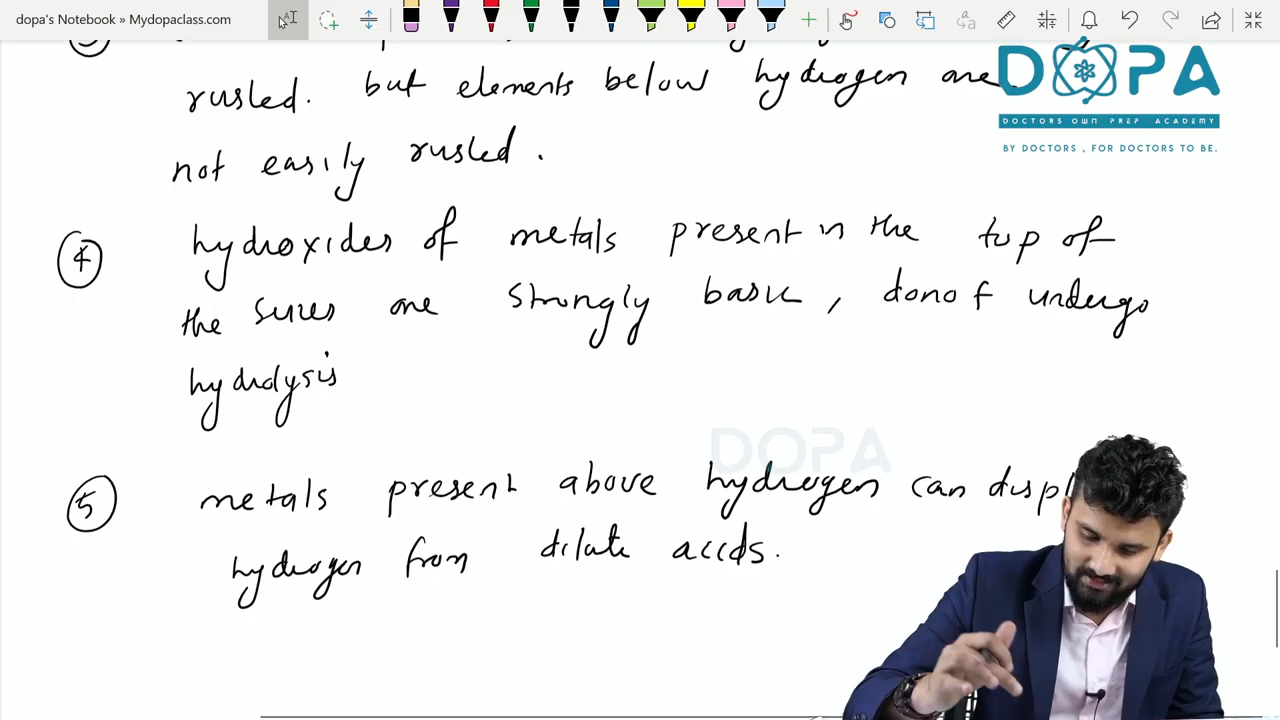 dopa's Notebook » Mydopaclass.com
rusted. but elements below hydrogen are
not easily rusted.
DOPA
DOCTORS OWN PREP ACADEMY
BY DOCTORS , FOR DOCTORS TO BE.
4 hydroxides of metals present in the top of
the series are strongly basic , donot undergo
hydrolysis
DOPA
5 metals present above hydrogen can displ
hydrogen from dilute acids.